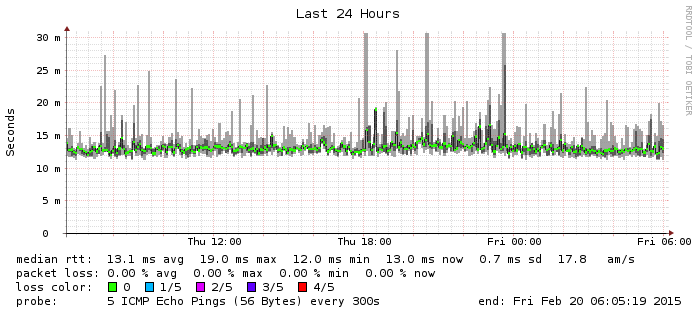 Last 24 Hours
RRDTOOL / TOBI OETIKER
Seconds
30 m
25 m
20 m
15 m
10 m
5 m
0
Thu 12:00 Thu 18:00 Fri 00:00 Fri 06:00
median rtt: 13.1 ms avg 19.0 ms max 12.0 ms min 13.0 ms now 0.7 ms sd 17.8 am/s
packet loss: 0.00 % avg 0.00 % max 0.00 % min 0.00 % now
loss color: 0 1/5 2/5 3/5 4/5
probe: 5 ICMP Echo Pings (56 Bytes) every 300s end: Fri Feb 20 06:05:19 2015